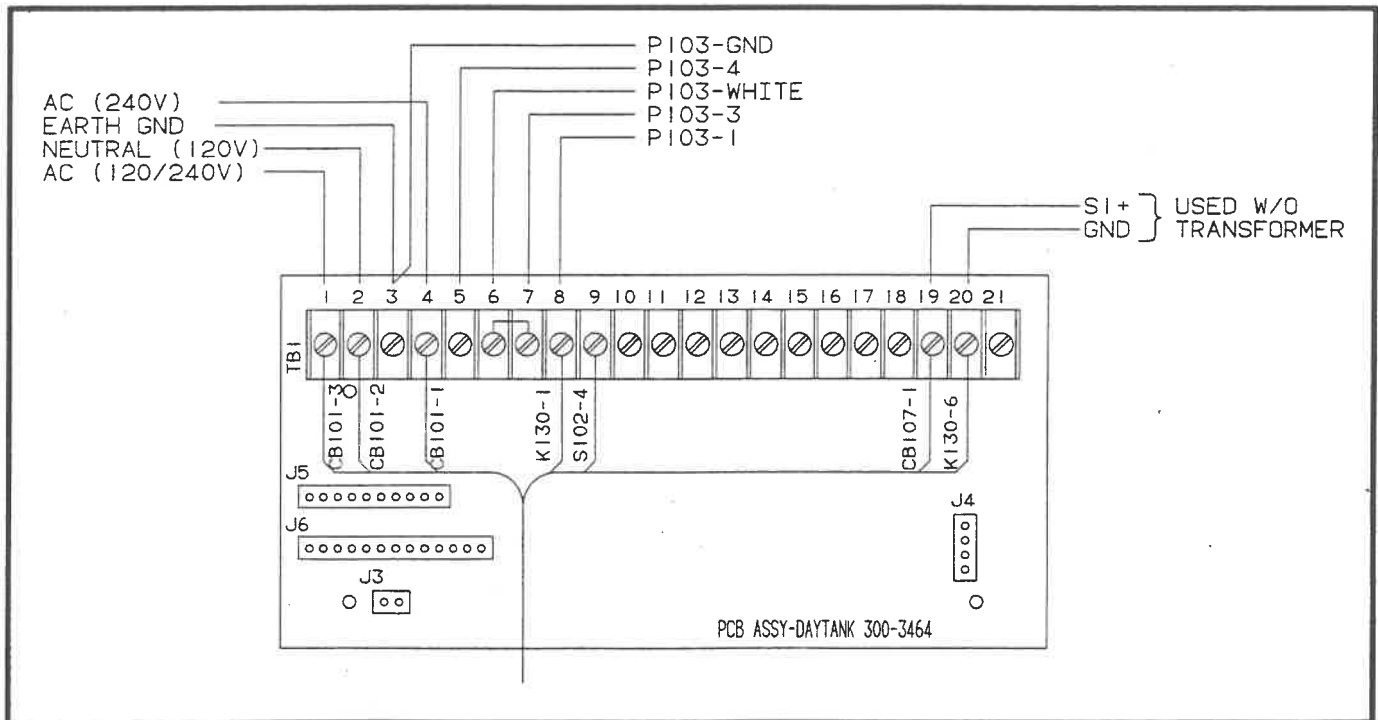 P103-GND
P103-4
P103-WHITE
P103-3
P103-1
AC (240V)
EARTH GND
NEUTRAL (120V)
AC (120/240V)
S1+
GND
USED W/O
TRANSFORMER
1 2 3 4 5 6 7 8 9 10 11 12 13 14 15 16 17 18 19 20 21
TB1
CB101-3
CB101-2
CB101-1
K130-1
S102-4
CB107-1
K130-6
J5
J6
J3
J4
PCB ASSY-DAYTANK 300-3464